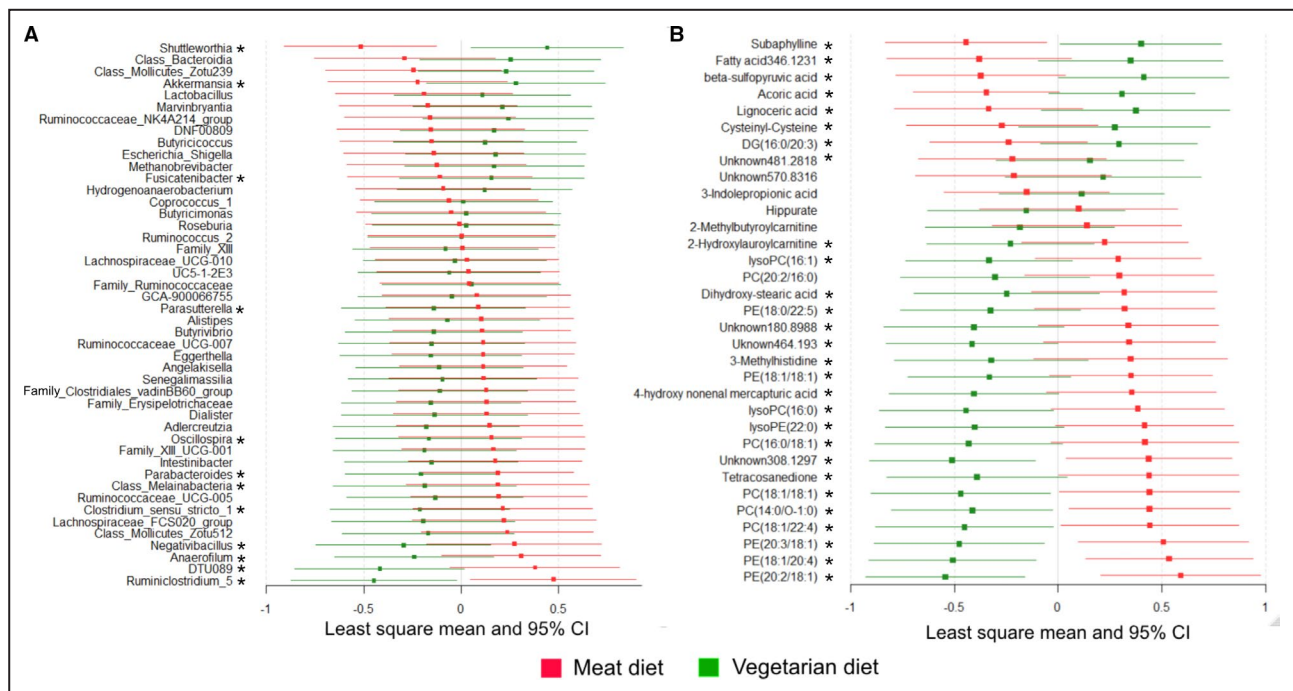 A
Shuttleworthia *
Class_Bacteroidia
Class_Mollicutes_Zotu239
Akkermansia *
Lactobacillus
Marvinbryantia
Ruminococcaceae_NK4A214_group
DNF00809
Butyricicoccus
Escherichia_Shigella
Methanobrevibacter
Fusicatenibacter *
Hydrogenoanaerobacterium
Coprococcus_1
Butyricimonas
Roseburia
Ruminococcus_2
Family_XIII
Lachnospiraceae_UCG-010
UC5-1-2E3
Family_Ruminococcaceae
GCA-900066755
Parasutterella *
Alistipes
Butyrivibrio
Ruminococcaceae_UCG-007
Eggerthella
Angelakisella
Senegalimassilia
Family_Clostridiales_vadinBB60_group
Family_Erysipelotrichaceae
Dialister
Adlercreutzia
Oscillospira *
Family_XIII_UCG-001
Intestinibacter
Parabacteroides *
Class_Melainabacteria *
Ruminococcaceae_UCG-005
Clostridium_sensu_stricto_1 *
Lachnospiraceae_FCS020_group
Class_Mollicutes_Zotu512
Negativibacillus *
Anaerofilum *
DTU089 *
Ruminiclostridium_5 *
-1 -0.5 0 0.5
Least square mean and 95% CI
B
Subaphylline *
Fatty acid346.1231 *
beta-sulfopyruvic acid *
Acoric acid *
Lignoceric acid *
Cysteinyl-Cysteine *
DG(16:0/20:3) *
Unknown481.2818 *
Unknown570.8316
3-Indolepropionic acid
Hippurate
2-Methylbutyroylcarnitine
2-Hydroxylauroylcarnitine *
lysoPC(16:1) *
PC(20:2/16:0)
Dihydroxy-stearic acid *
PE(18:0/22:5) *
Unknown180.8988 *
Uknown464.193 *
3-Methylhistidine *
PE(18:1/18:1) *
4-hydroxy nonenal mercapturic acid *
lysoPC(16:0) *
lysoPE(22:0) *
PC(16:0/18:1) *
Unknown308.1297 *
Tetracosanedione *
PC(18:1/18:1) *
PC(14:0/O-1:0) *
PC(18:1/22:4) *
PE(20:3/18:1) *
PE(18:1/20:4) *
PE(20:2/18:1) *
-1 -0.5 0 0.5 1
Least square mean and 95% CI
Meat diet Vegetarian diet